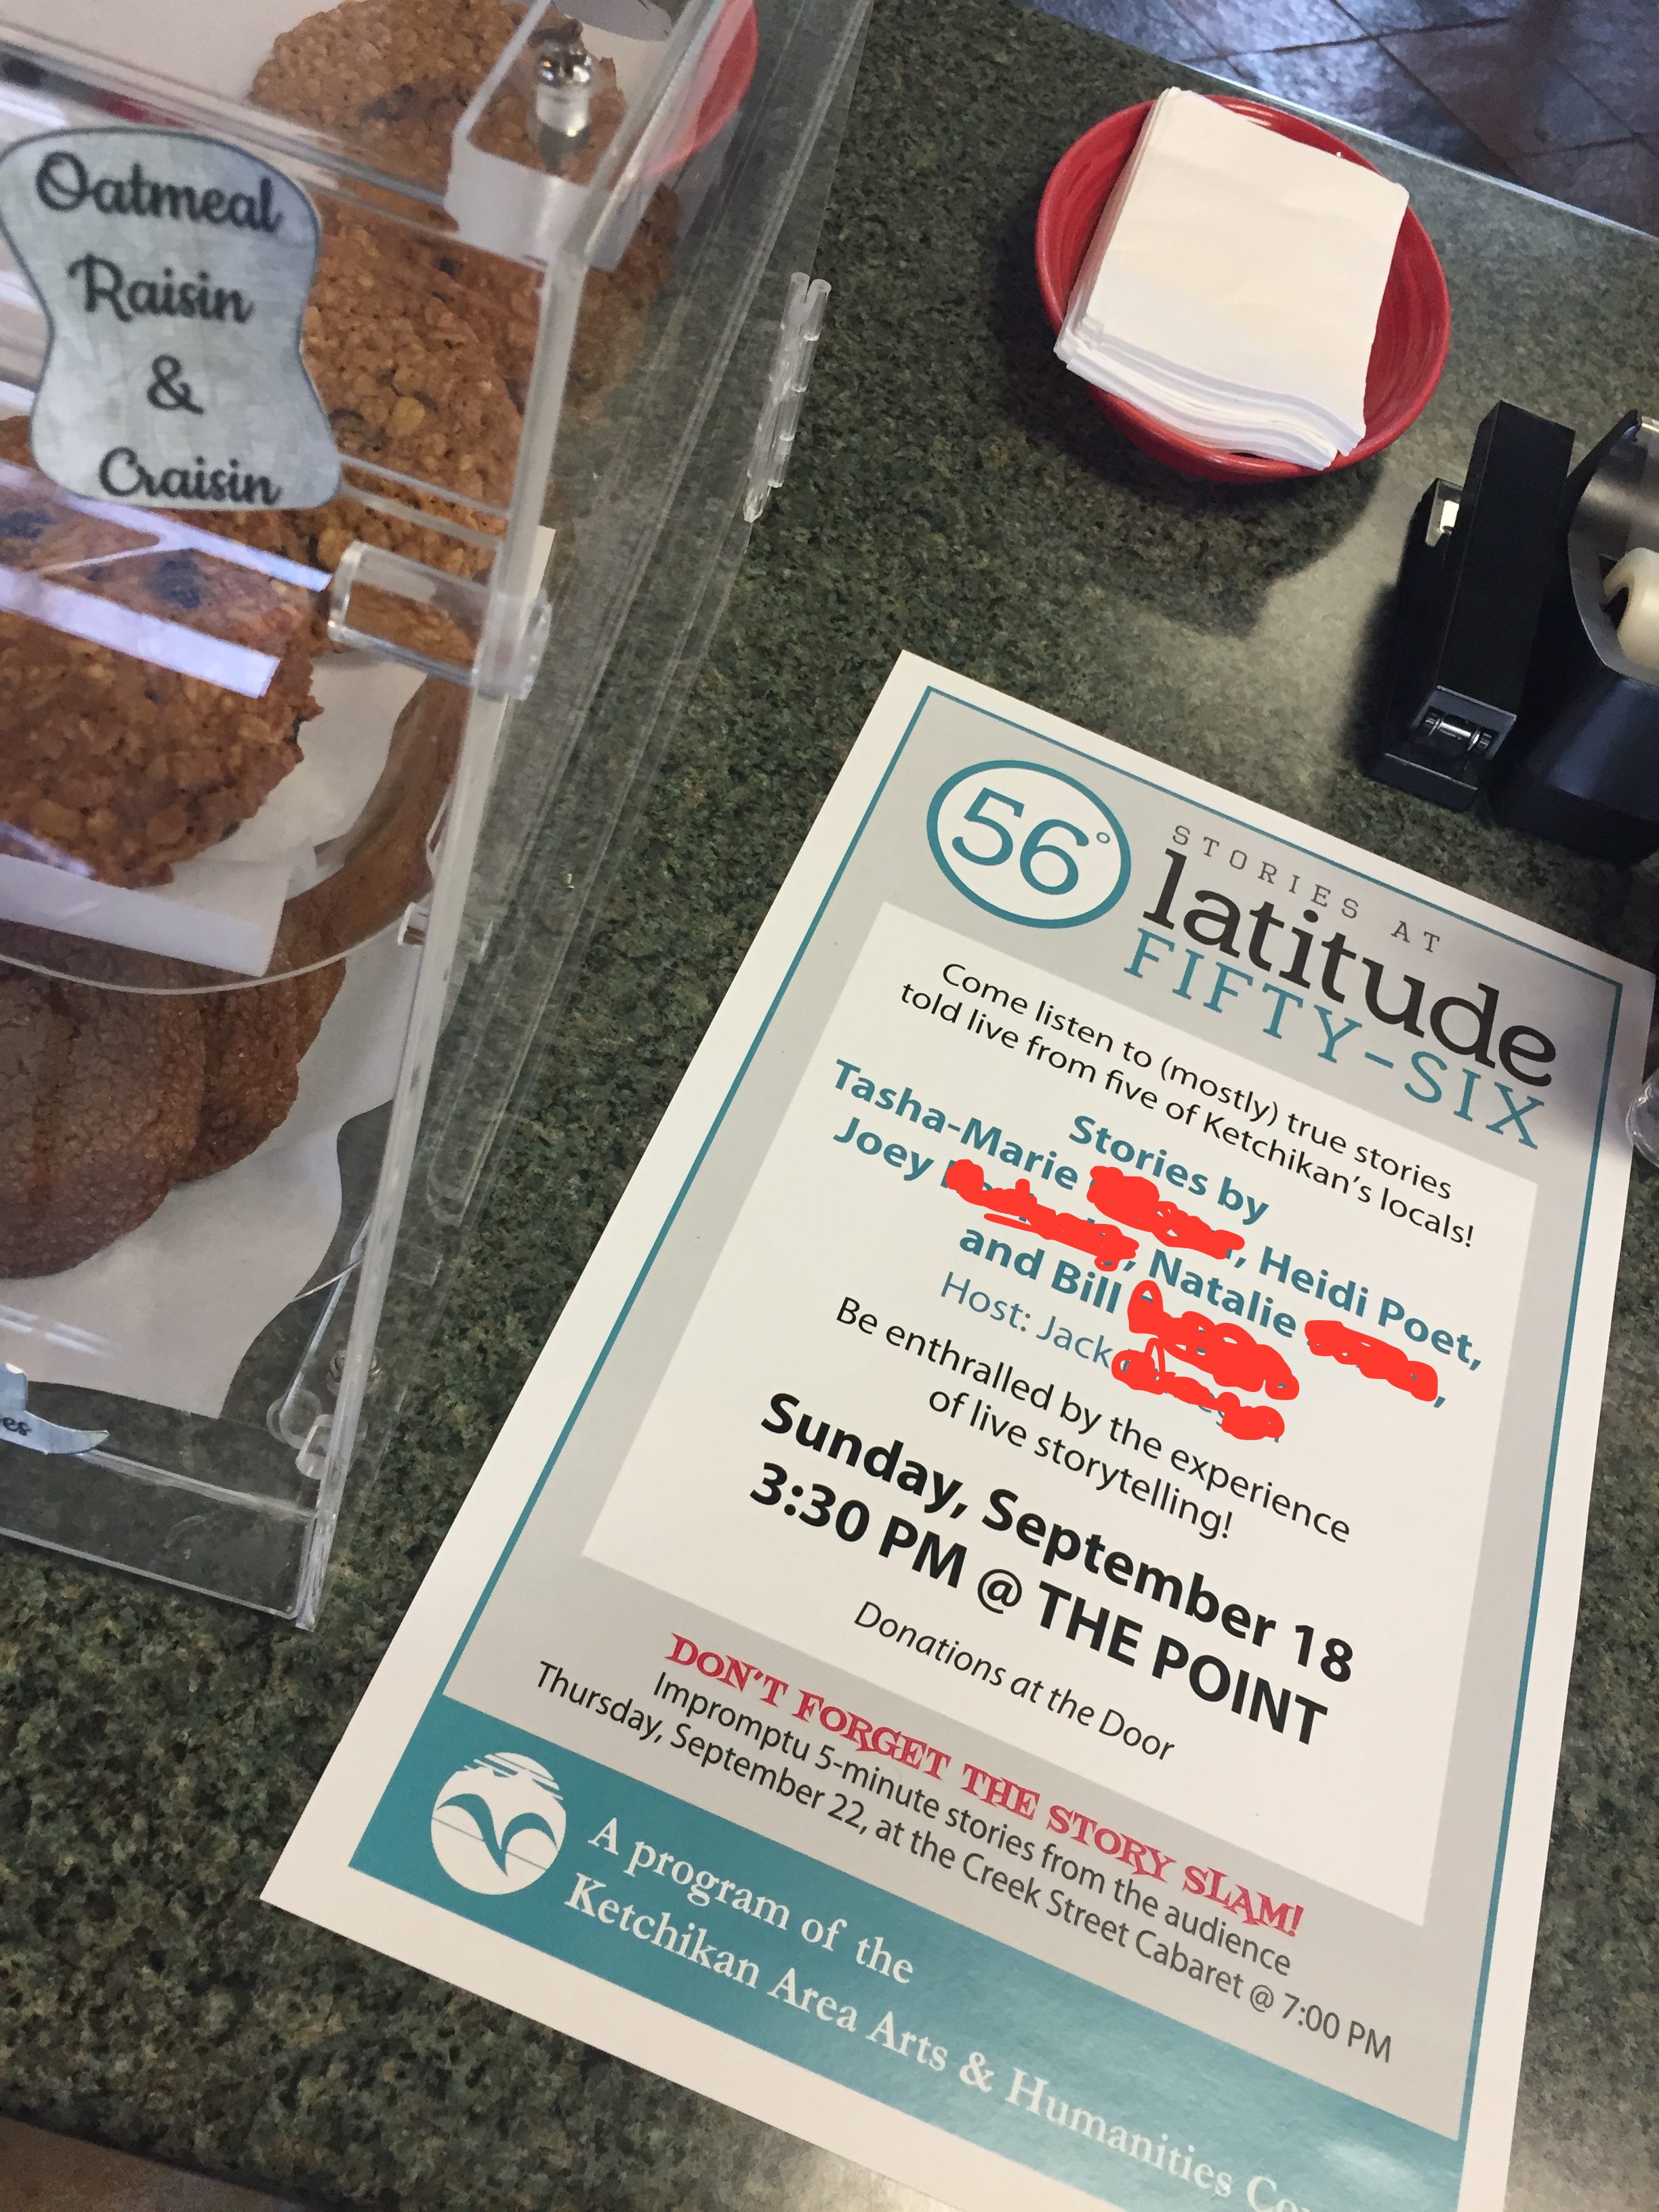 Oatmeal
Raisin
&
Craisin
es
56°
STORIES AT
latitude
FIFTY-SIX
Come listen to (mostly) true stories
told live from five of Ketchikan's locals!
Stories by
Tasha-Marie , Heidi Poet,
Joey , Natalie ,
and Bill
Host: Jack
Be enthralled by the experience
of live storytelling!
Sunday, September 18
3:30 PM @ THE POINT
Donations at the Door
DON'T FORGET THE STORY SLAM!
Impromptu 5-minute stories from the audience
Thursday, September 22, at the Creek Street Cabaret @ 7:00 PM
A program of the
Ketchikan Area Arts & Humanities Co